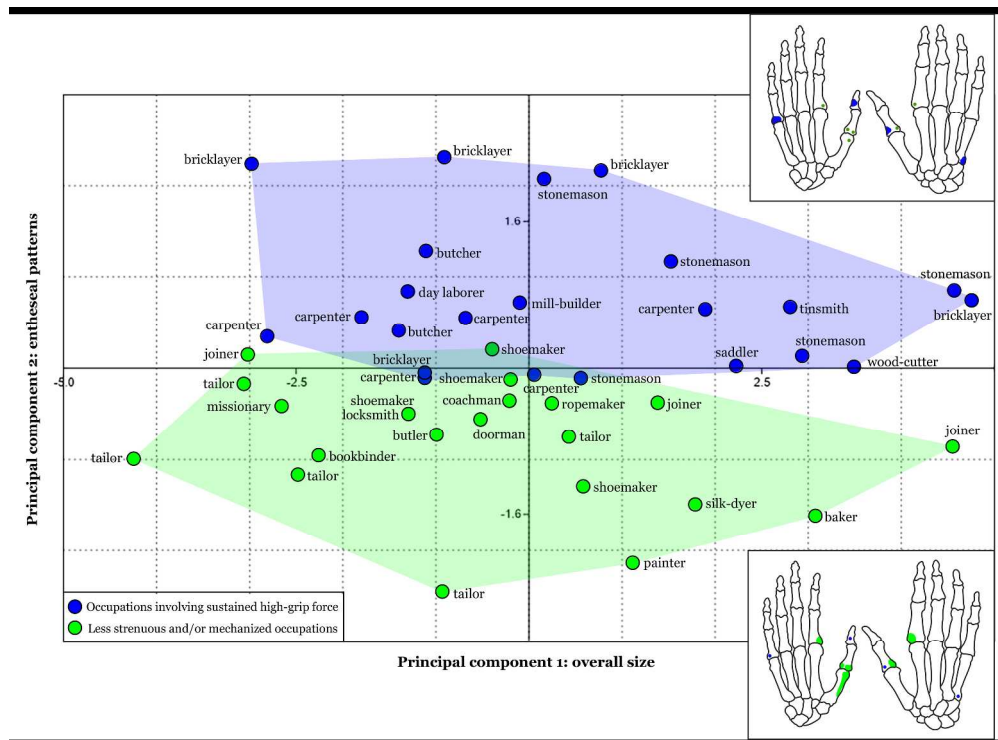 bricklayer
bricklayer
bricklayer
stonemason
1.6
butcher
stonemason
stonemason
day laborer
mill-builder
bricklayer
carpenter
carpenter
carpenter
tinsmith
butcher
carpenter
stonemason
joiner
shoemaker
saddler
wood-cutter
bricklayer
-5.0
-2.5
carpenter
shoemaker
carpenter
stonemason
2.5
tailor
missionary
shoemaker
locksmith
coachman
ropemaker
joiner
butler
doorman
tailor
joiner
tailor
bookbinder
tailor
shoemaker
silk-dyer
-1.6
baker
painter
tailor
Occupations involving sustained high-grip force
Less strenuous and/or mechanized occupations
Principal component 1: overall size
Principal component 2: entheseal patterns